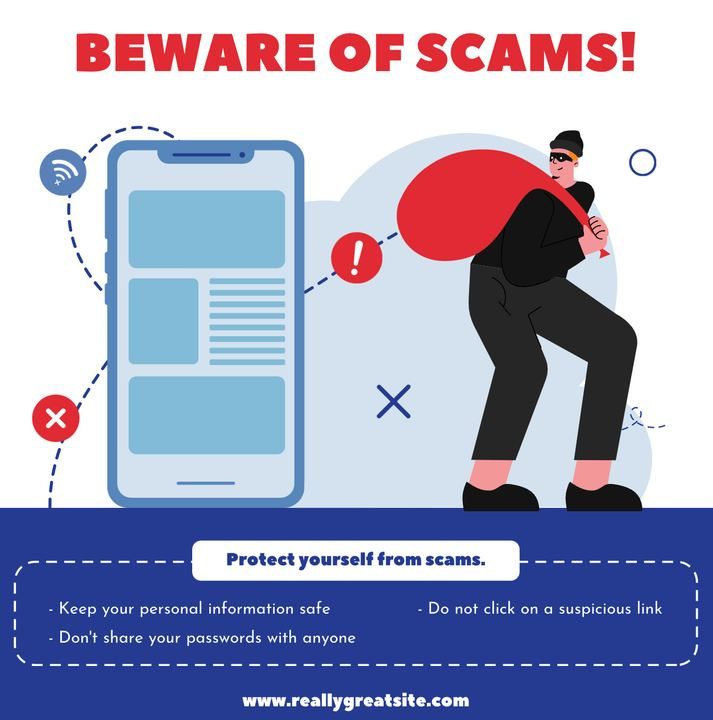 BEWARE OF SCAMS!
Protect yourself from scams.
- Keep your personal information safe
- Don't share your passwords with anyone
- Do not click on a suspicious link
www.reallygreatsite.com